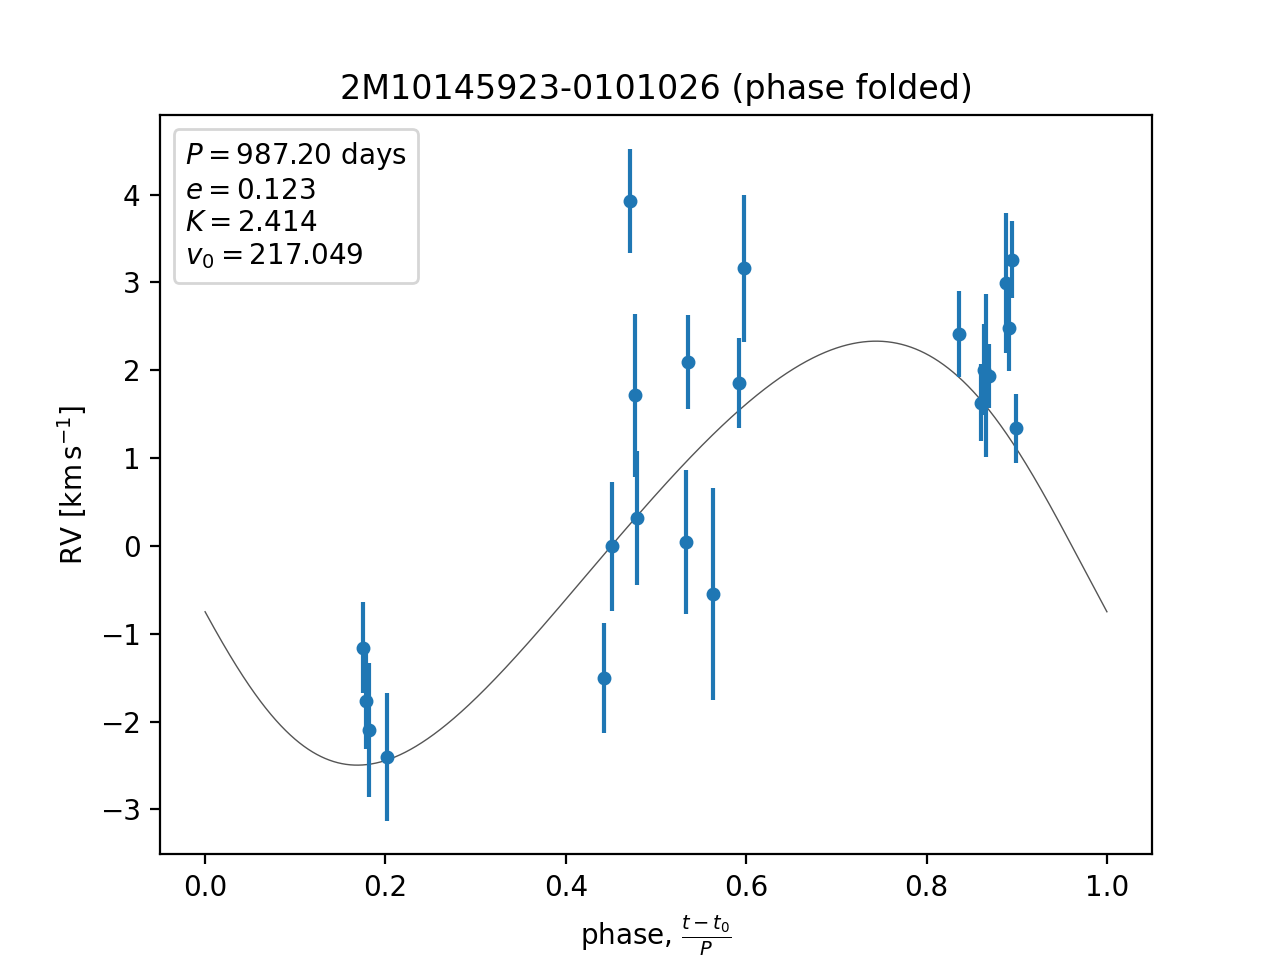 2M10145923-0101026 (phase folded)
P = 987.20 days
e = 0.123
K = 2.414
v₀ = 217.049
4
3
2
1
0
−1
−2
−3
RV [km s⁻¹]
0.0 0.2 0.4 0.6 0.8 1.0
phase, (t − t₀)/P